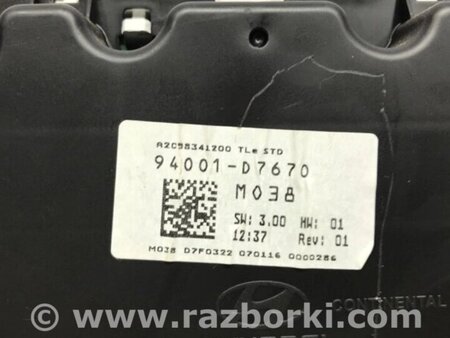 A2C98341200 TLe STD
94001-D7670
M038
SW: 3.00 HW: 01
12:37 Rev: 01
M038 D7F0322 070116 0000286
CONTINENTAL
www.razborki.com